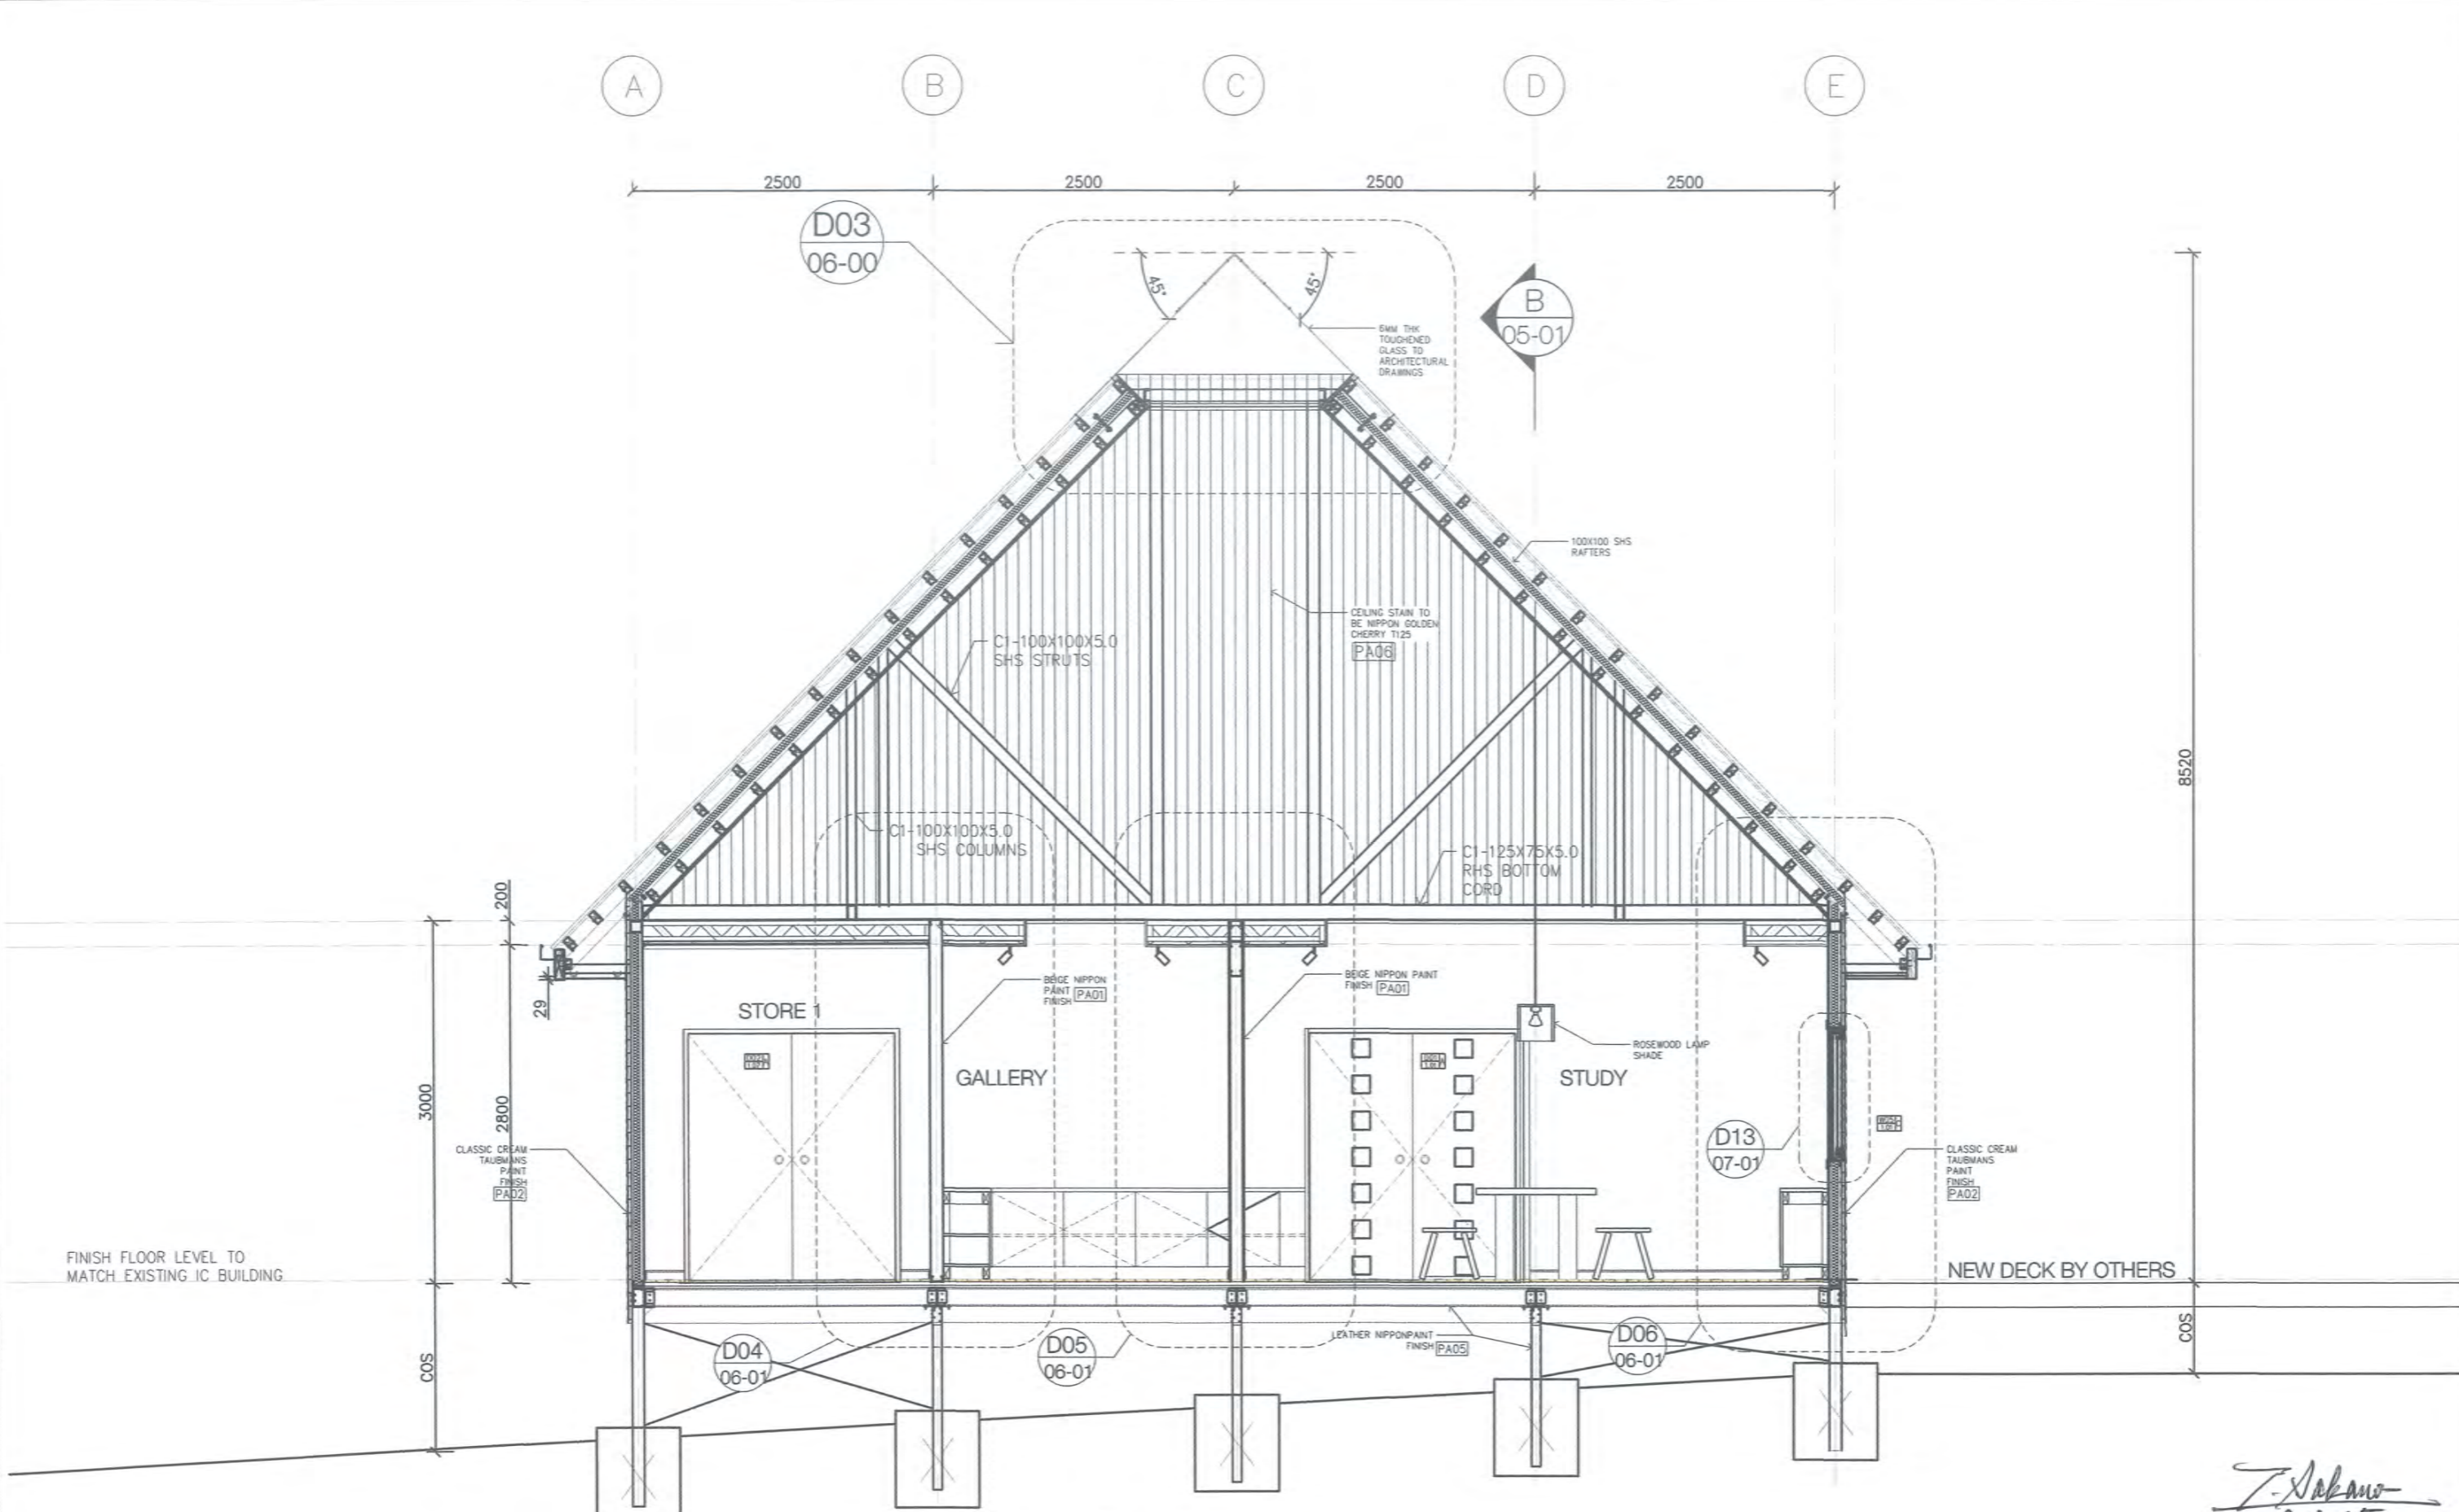 A
B
C
D
E
2500
2500
2500
2500
D03
06-00
45°
45°
B
05-01
6MM THK
TOUGHENED
GLASS TO
ARCHITECTURAL
DRAWINGS
100X100 SHS
RAFTERS
CEILING STAIN TO
BE NIPPON GOLDEN
CHERRY T125
PA06
C1-100X100X5.0
SHS STRUTS
8520
C1-100X100X5.0
SHS COLUMNS
C1-125X75X5.0
RHS BOTTOM
CORD
200
29
3000
2800
BEIGE NIPPON
PAINT PA01
FINISH
BEIGE NIPPON PAINT
FINISH PA01
STORE 1
ROSEWOOD LAMP
SHADE
GALLERY
STUDY
D13
07-01
CLASSIC CREAM
TAUBMANS
PAINT
FINISH
PA02
CLASSIC CREAM
TAUBMANS
PAINT
FINISH
PA02
FINISH FLOOR LEVEL TO
MATCH EXISTING IC BUILDING
NEW DECK BY OTHERS
COS
COS
D04
06-01
D05
06-01
LEATHER NIPPONPAINT
FINISH PA05
D06
06-01